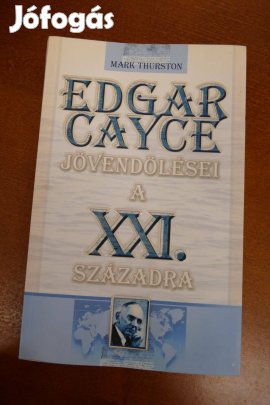 Jófogás
MARK THURSTON
EDGAR
CAYCE
JÖVENDÖLÉSEI
A
XXI.
SZÁZADRA